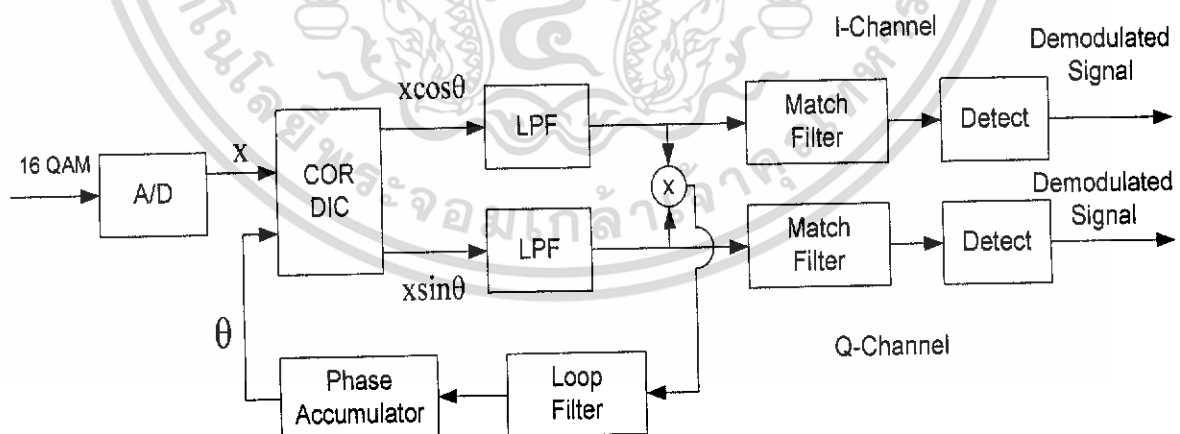 I-Channel
Demodulated
Signal
xcosθ
LPF
Match
Filter
Detect
16 QAM
A/D
x
COR
DIC
x
Demodulated
Signal
LPF
Match
Filter
Detect
xsinθ
θ
Q-Channel
Phase
Accumulator
Loop
Filter